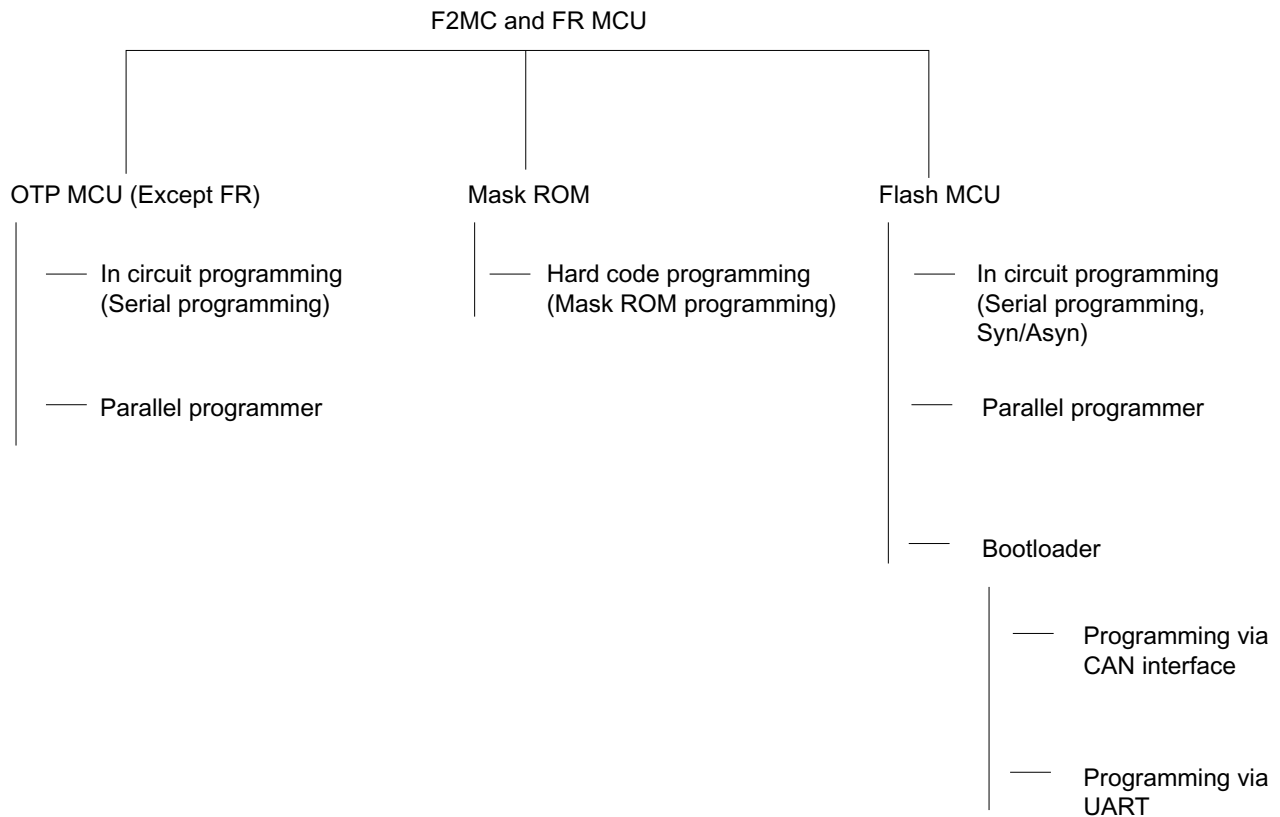 F2MC and FR MCU
OTP MCU (Except FR)
In circuit programming
(Serial programming)
Parallel programmer
Mask ROM
Hard code programming
(Mask ROM programming)
Flash MCU
In circuit programming
(Serial programming,
Syn/Asyn)
Parallel programmer
Bootloader
Programming via
CAN interface
Programming via
UART